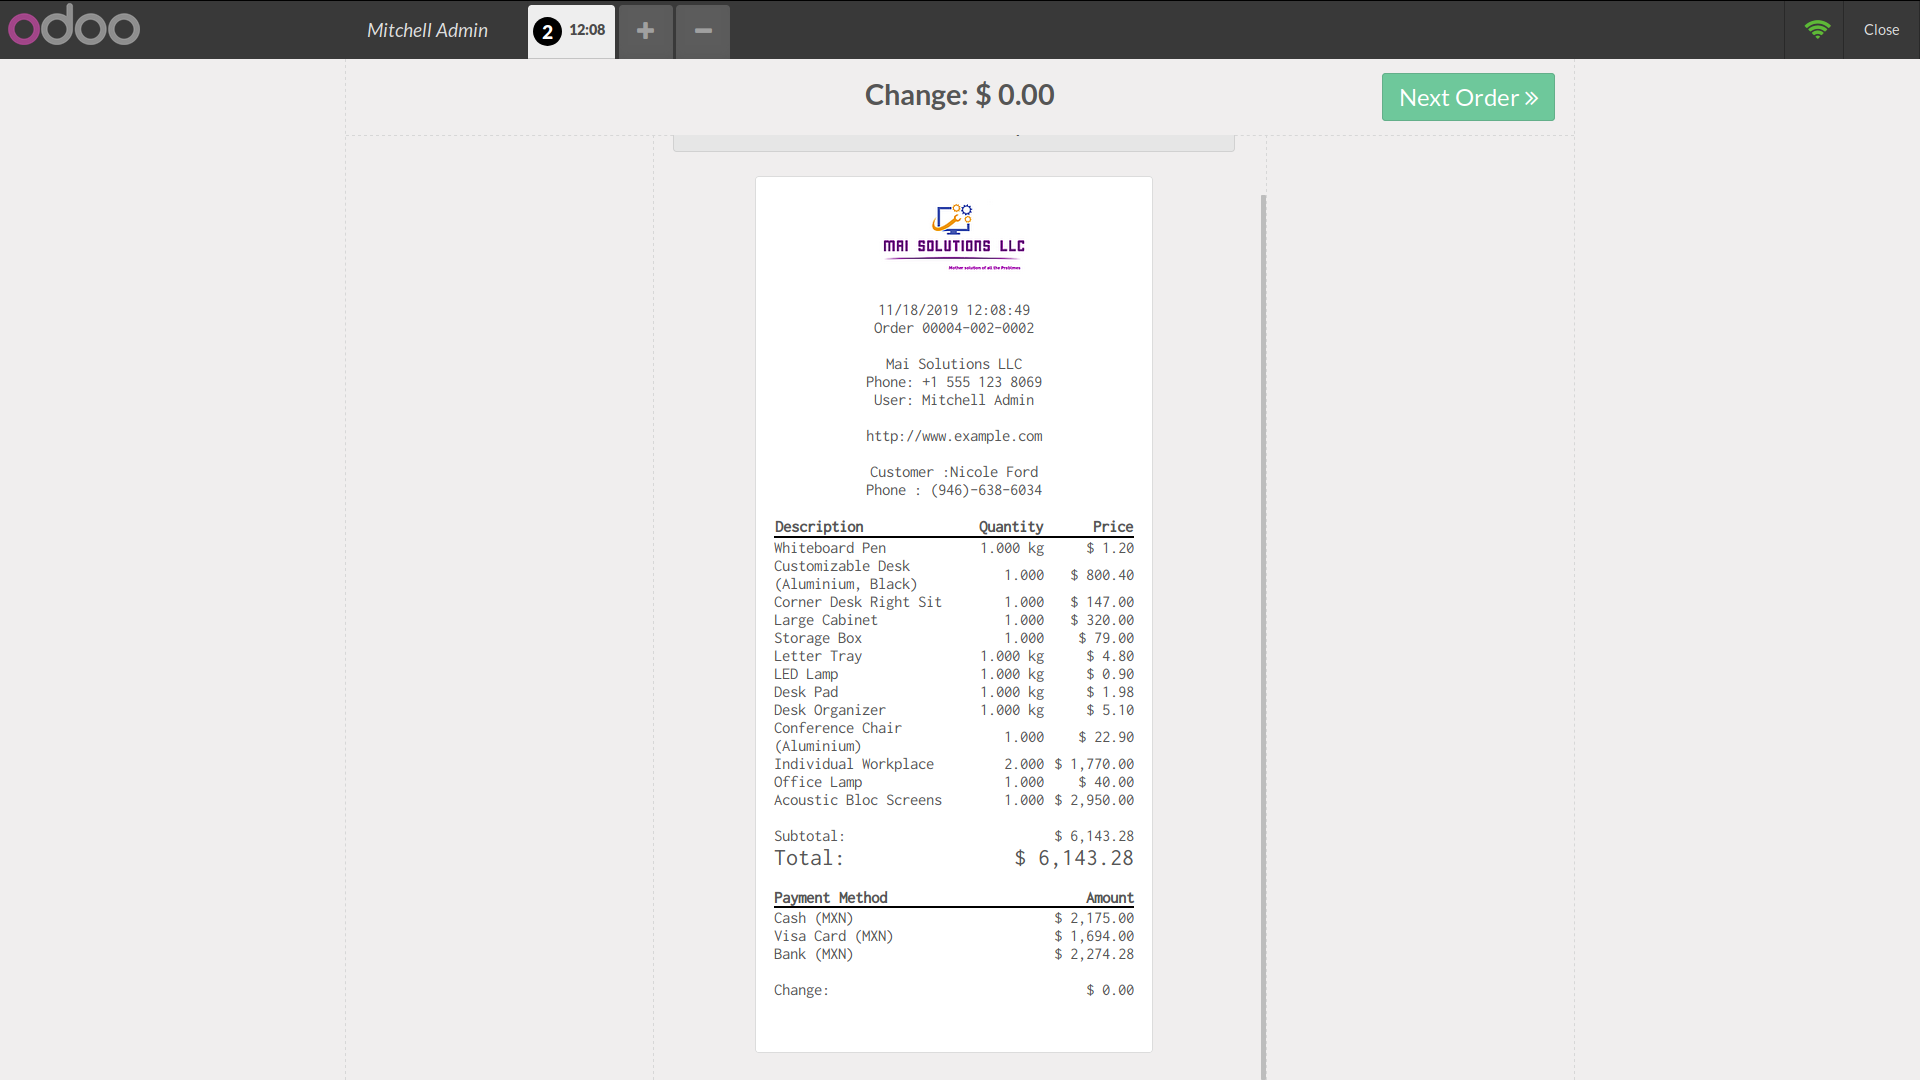 odoo Mitchell Admin 2 12:08 + − Close
Change: $ 0.00 Next Order »
MAI SOLUTIONS LLC
Mother solution of all the Problems
11/18/2019 12:08:49
Order 00004-002-0002
Mai Solutions LLC
Phone: +1 555 123 8069
User: Mitchell Admin
http://www.example.com
Customer :Nicole Ford
Phone : (946)-638-6034
Description Quantity Price
Whiteboard Pen 1.000 kg $ 1.20
Customizable Desk
(Aluminium, Black) 1.000 $ 800.40
Corner Desk Right Sit 1.000 $ 147.00
Large Cabinet 1.000 $ 320.00
Storage Box 1.000 $ 79.00
Letter Tray 1.000 kg $ 4.80
LED Lamp 1.000 kg $ 0.90
Desk Pad 1.000 kg $ 1.98
Desk Organizer 1.000 kg $ 5.10
Conference Chair
(Aluminium) 1.000 $ 22.90
Individual Workplace 2.000 $ 1,770.00
Office Lamp 1.000 $ 40.00
Acoustic Bloc Screens 1.000 $ 2,950.00
Subtotal: $ 6,143.28
Total: $ 6,143.28
Payment Method Amount
Cash (MXN) $ 2,175.00
Visa Card (MXN) $ 1,694.00
Bank (MXN) $ 2,274.28
Change: $ 0.00